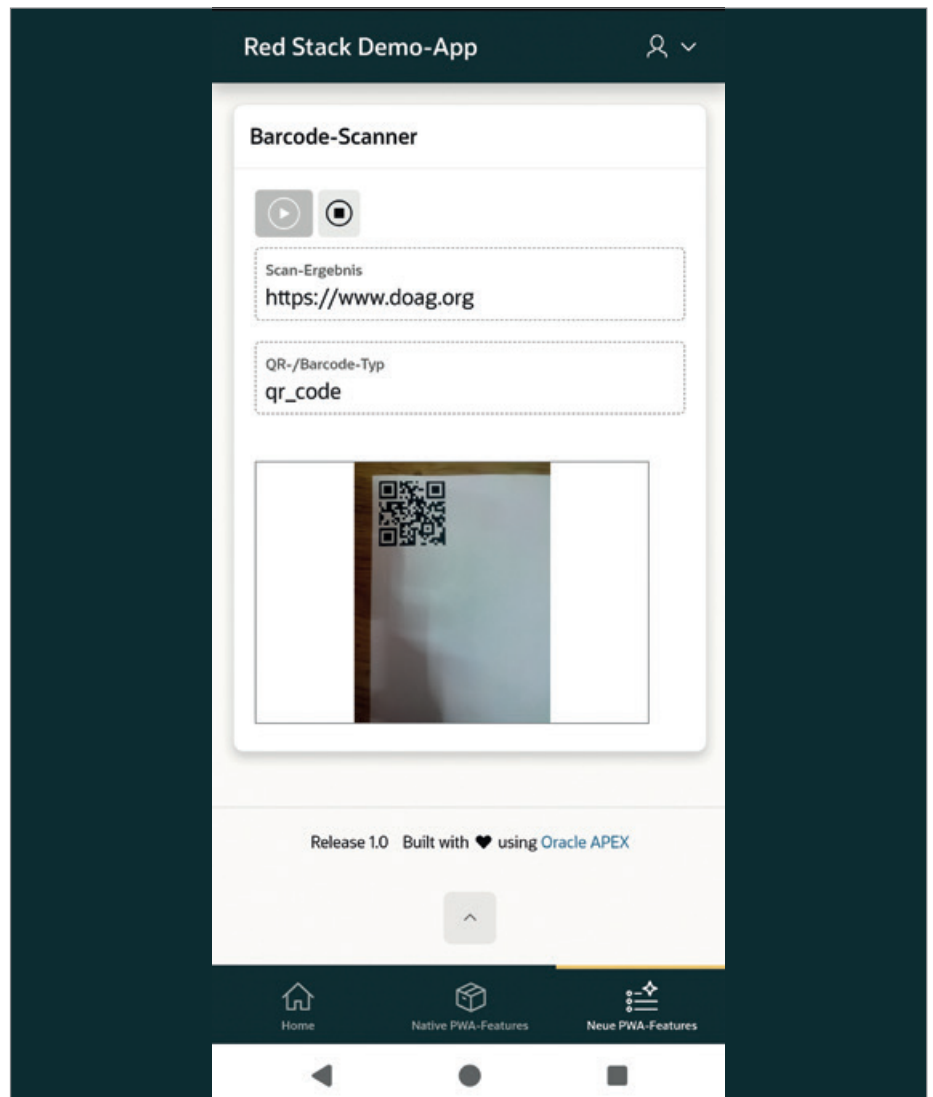 Red Stack Demo-App
Barcode-Scanner
Scan-Ergebnis
https://www.doag.org
QR-/Barcode-Typ
qr_code
Release 1.0 Built with ♥ using Oracle APEX
Home
Native PWA-Features
Neue PWA-Features